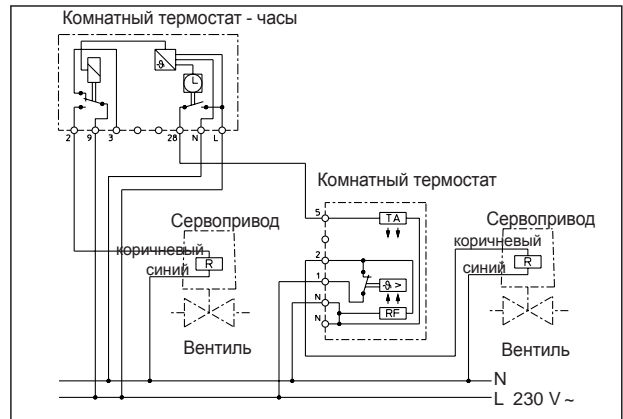 Комнатный термостат - часы
ϑ
2 9 3 28 N L
Комнатный термостат
5 TA
Сервопривод
коричневый
R
синий
Вентиль
2
1 ϑ >
N RF
N
Сервопривод
коричневый
R
синий
Вентиль
N
L 230 V ~